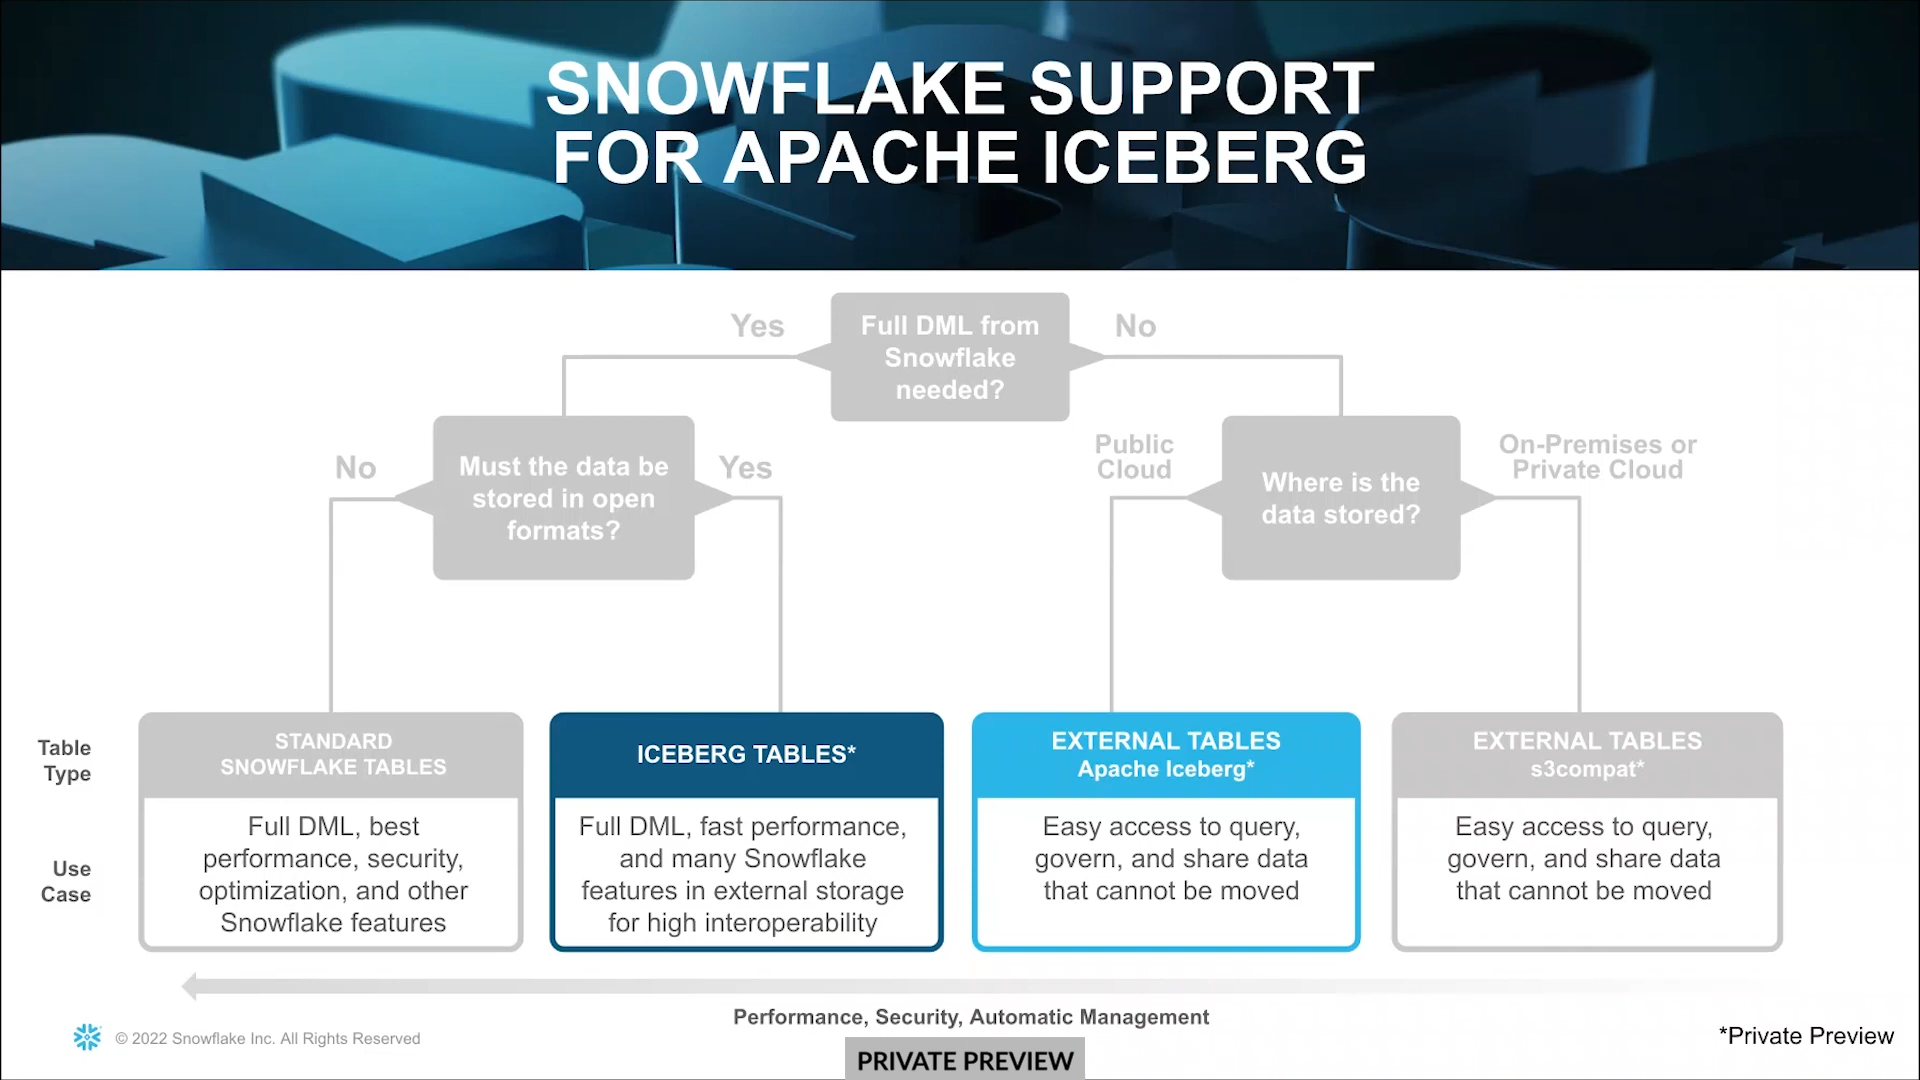 SNOWFLAKE SUPPORT
FOR APACHE ICEBERG
Yes
Full DML from
Snowflake
needed?
No
No
Must the data be
stored in open
formats?
Yes
Public
Cloud
Where is the
data stored?
On-Premises or
Private Cloud
Table
Type
STANDARD
SNOWFLAKE TABLES
ICEBERG TABLES*
EXTERNAL TABLES
Apache Iceberg*
EXTERNAL TABLES
s3compat*
Use
Case
Full DML, best
performance, security,
optimization, and other
Snowflake features
Full DML, fast performance,
and many Snowflake
features in external storage
for high interoperability
Easy access to query,
govern, and share data
that cannot be moved
Easy access to query,
govern, and share data
that cannot be moved
Performance, Security, Automatic Management
© 2022 Snowflake Inc. All Rights Reserved
*Private Preview
PRIVATE PREVIEW